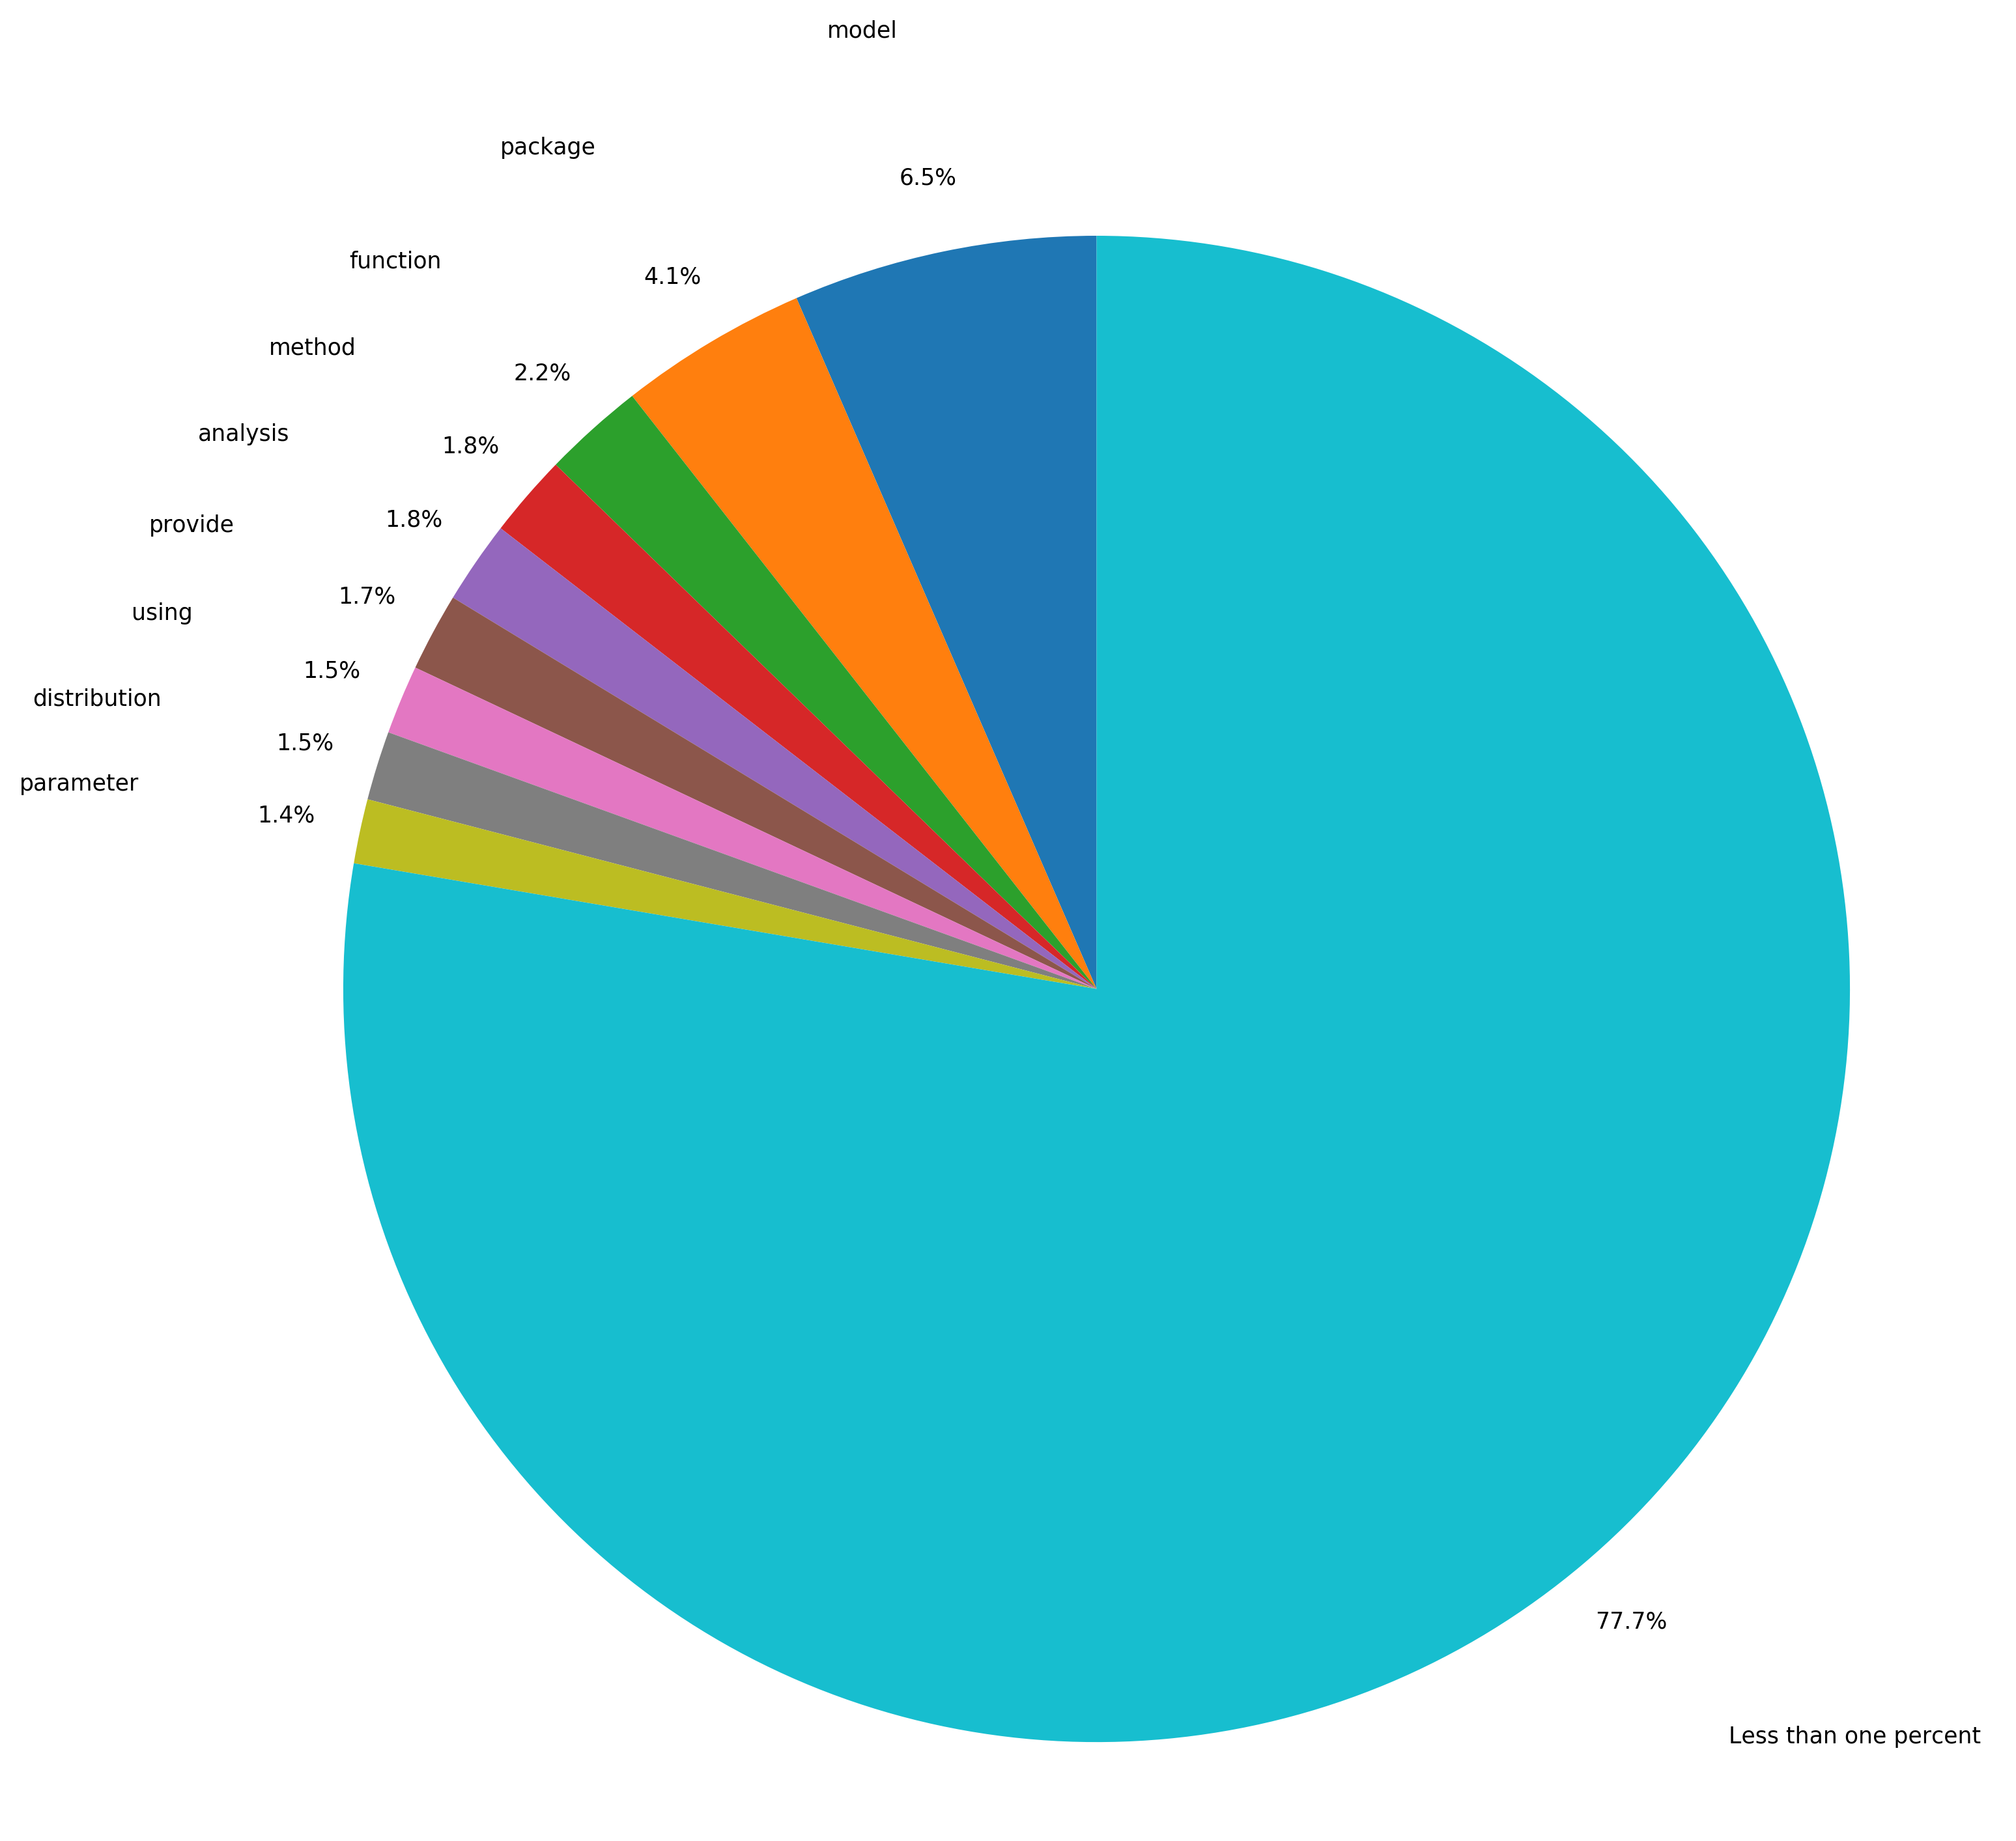 model
package
6.5%
function
4.1%
method
2.2%
analysis
1.8%
provide
1.8%
using
1.7%
distribution
1.5%
parameter
1.5%
1.4%
77.7%
Less than one percent